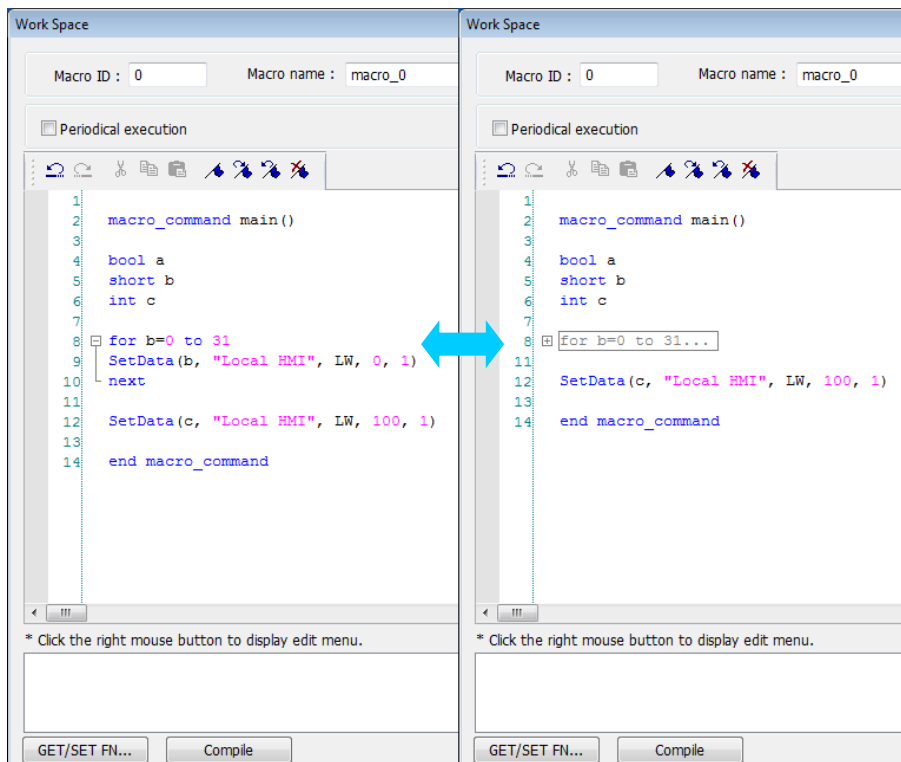 Work Space
Macro ID : 0 Macro name : macro_0
Periodical execution
1
2 macro_command main()
3
4 bool a
5 short b
6 int c
7
8 for b=0 to 31
9 SetData(b, "Local HMI", LW, 0, 1)
10 next
11
12 SetData(c, "Local HMI", LW, 100, 1)
13
14 end macro_command
* Click the right mouse button to display edit menu.
GET/SET FN... Compile
Work Space
Macro ID : 0 Macro name : macro_0
Periodical execution
1
2 macro_command main()
3
4 bool a
5 short b
6 int c
7
8 for b=0 to 31...
11
12 SetData(c, "Local HMI", LW, 100, 1)
13
14 end macro_command
* Click the right mouse button to display edit menu.
GET/SET FN... Compile